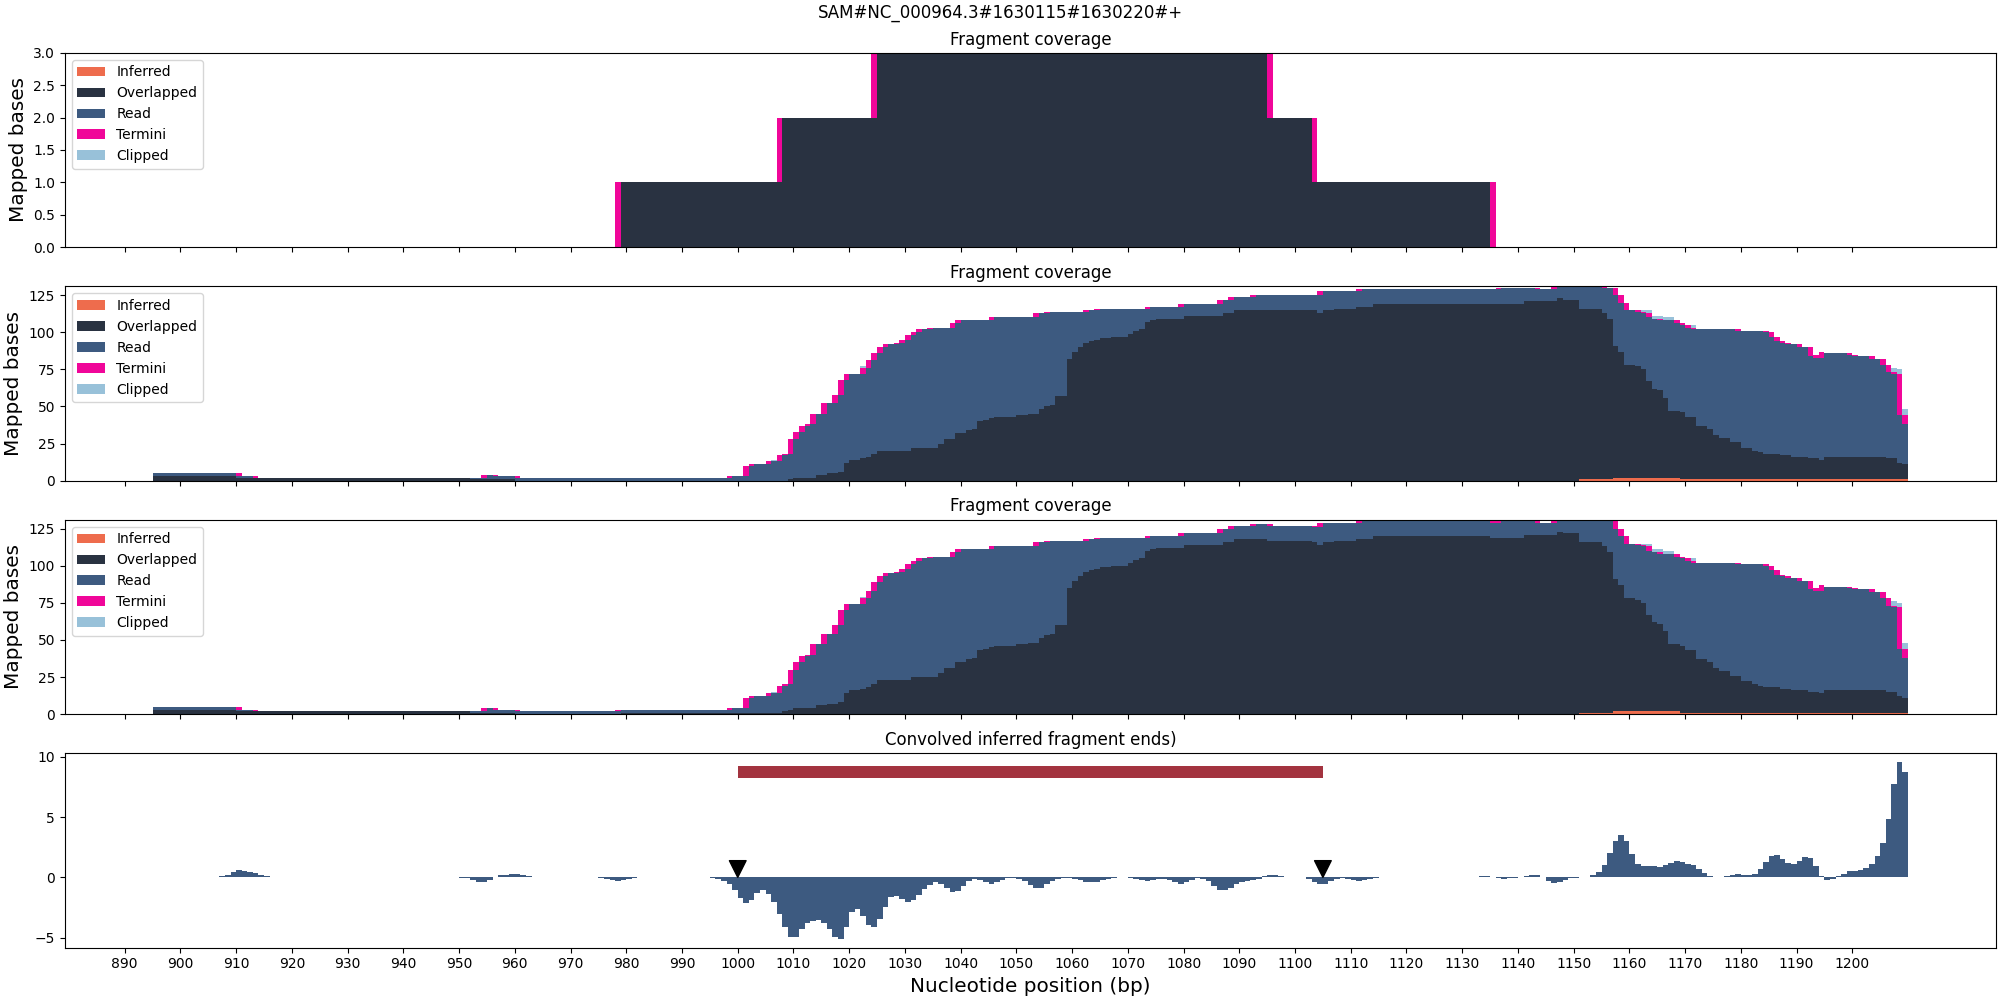 SAM#NC_000964.3#1630115#1630220#+
Fragment coverage
Mapped bases
3.0
2.5
2.0
1.5
1.0
0.5
0.0
Inferred
Overlapped
Read
Termini
Clipped
Fragment coverage
Mapped bases
125
100
75
50
25
0
Inferred
Overlapped
Read
Termini
Clipped
Fragment coverage
Mapped bases
125
100
75
50
25
0
Inferred
Overlapped
Read
Termini
Clipped
Convolved inferred fragment ends)
10
5
0
−5
890 900 910 920 930 940 950 960 970 980 990 1000 1010 1020 1030 1040 1050 1060 1070 1080 1090 1100 1110 1120 1130 1140 1150 1160 1170 1180 1190 1200
Nucleotide position (bp)